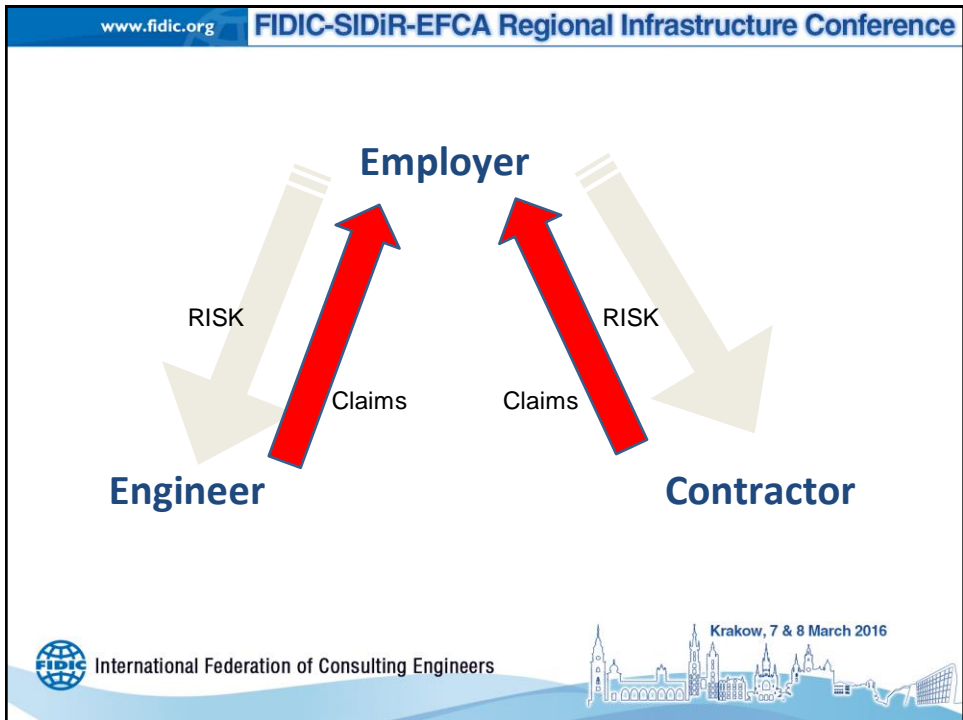 www.fidic.org
FIDIC-SIDiR-EFCA Regional Infrastructure Conference
Employer
RISK
RISK
Claims
Claims
Engineer
Contractor
Krakow, 7 & 8 March 2016
FIDIC
International Federation of Consulting Engineers